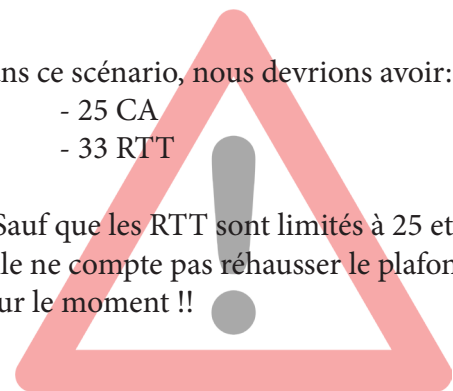 ns ce scénario, nous devrions avoir:
- 25 CA
- 33 RTT
Sauf que les RTT sont limités à 25 et
le ne compte pas réhausser le plafon
ur le moment !!